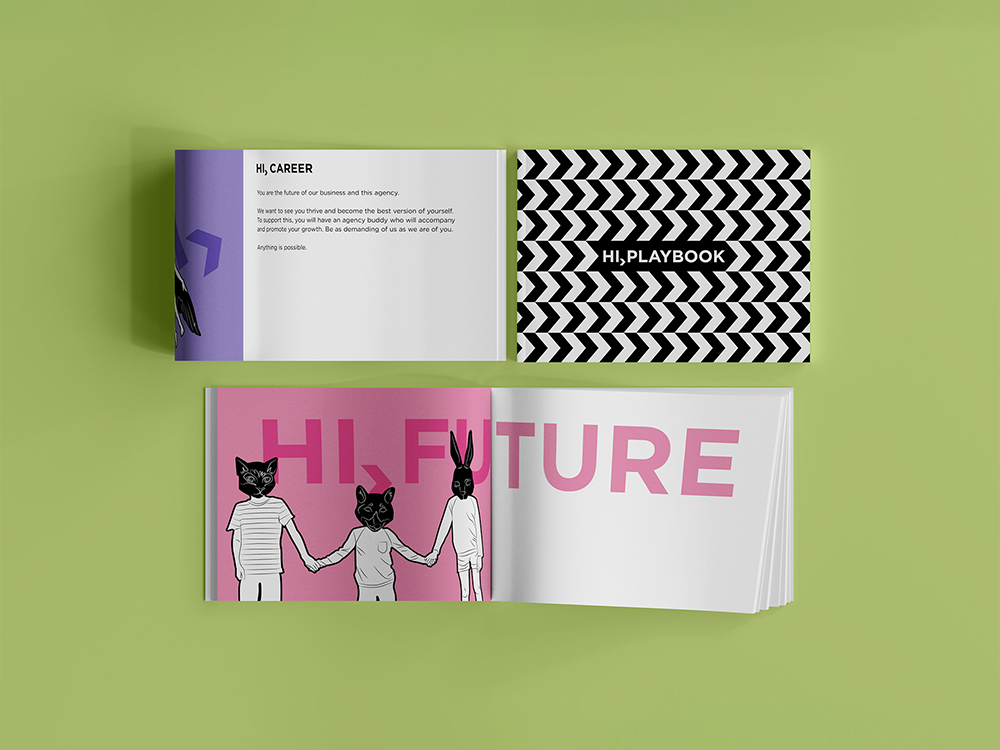 HI, CAREER
You are the future of our business and this agency.
We want to see you thrive and become the best version of yourself.
To support this, you will have an agency buddy who will accompany
and promote your growth. Be as demanding of us as we are of you.
Anything is possible.
HI,PLAYBOOK
HI, FUTURE